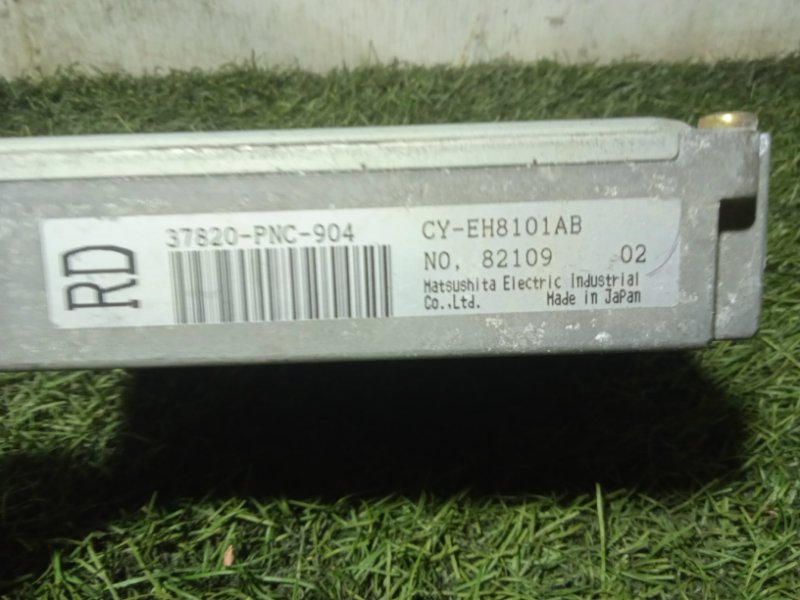 RD
37820-PNC-904
CY-EH8101AB
NO, 82109 02
Matsushita Electric Industrial
Co.,Ltd. Made in JaPan